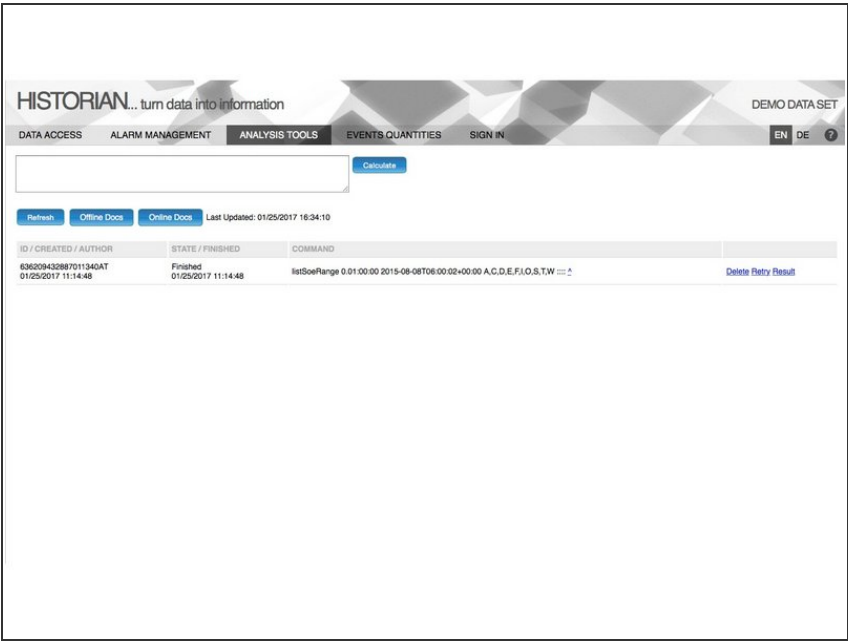 HISTORIAN... turn data into information
DEMO DATA SET
DATA ACCESS ALARM MANAGEMENT ANALYSIS TOOLS EVENTS QUANTITIES SIGN IN EN DE ?
Calculate
Refresh Offline Docs Online Docs Last Updated: 01/25/2017 16:34:10
ID / CREATED / AUTHOR STATE / FINISHED COMMAND
636209432887011340AT Finished
01/25/2017 11:14:48 01/25/2017 11:14:48 listSoeRange 0.01:00:00 2015-08-08T06:00:02+00:00 A,C,D,E,F,I,O,S,T,W ::::: ^ Delete Retry Result